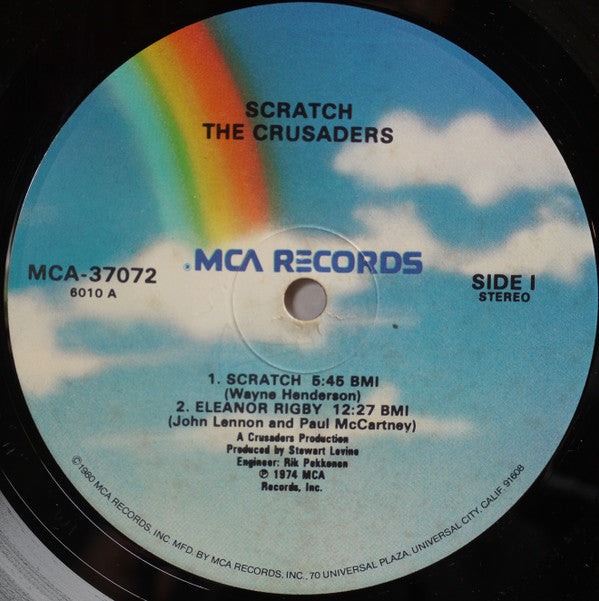 SCRATCH
THE CRUSADERS
MCA RECORDS
MCA-37072
6010 A
SIDE I
STEREO
1. SCRATCH 5:45 BMI
(Wayne Henderson)
2. ELEANOR RIGBY 12:27 BMI
(John Lennon and Paul McCartney)
A Crusaders Production
Produced by Stewart Levine
Engineer: Rik Pekkonen
℗ 1974 MCA
Records, Inc.
©1980 MCA RECORDS, INC. MFD. BY MCA RECORDS, INC., 70 UNIVERSAL PLAZA, UNIVERSAL CITY, CALIF. 91608